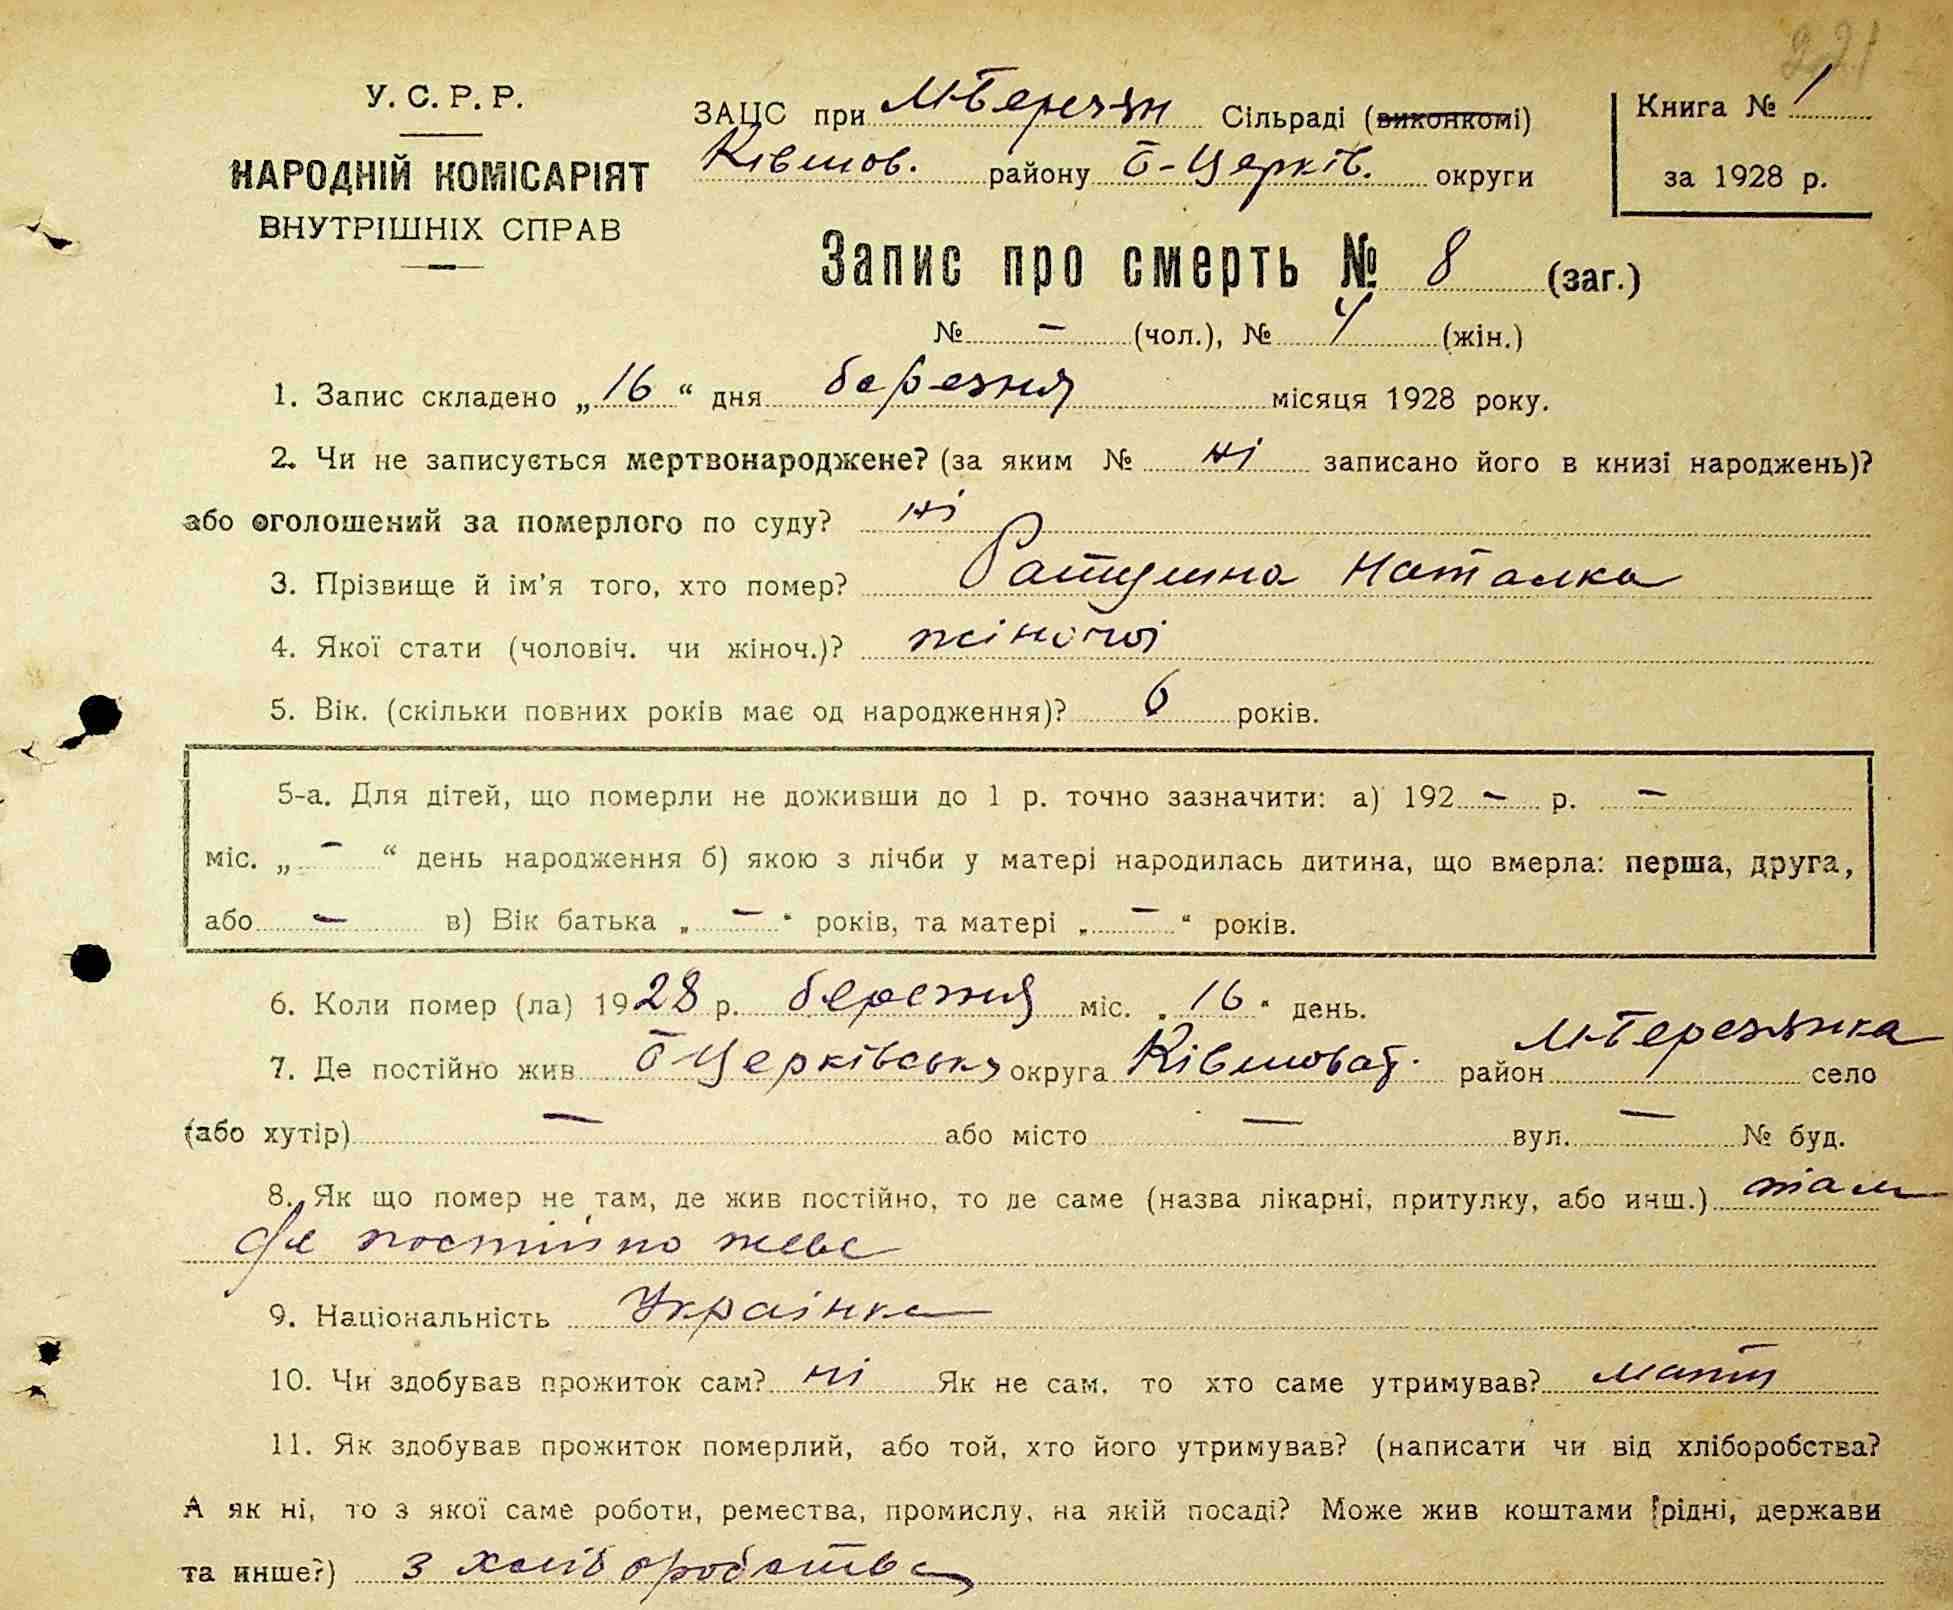 221
У. С. Р. Р.
НАРОДНІЙ КОМІСАРІЯТ
ВНУТРІШНІХ СПРАВ
ЗАЦС при М-Березян Сільраді (виконкомі)
Ківшов. району Б-Церків. округи
Книга № 1
за 1928 р.
Запис про смерть № 8 (заг.)
№ – (чол.), № 4 (жін.)
1. Запис складено „16“ дня березня місяця 1928 року.
2. Чи не записується мертвонароджене? (за яким № ні записано його в книзі народжень)?
або оголошений за померлого по суду? ні
3. Прізвище й ім'я того, хто помер? Ратушна Наталка
4. Якої стати (чоловіч. чи жіноч.)? жіночої
5. Вік. (скільки повних років має од народження)? 6 років.
5-а. Для дітей, що померли не доживши до 1 р. точно зазначити: а) 192 – р. –
міс. „ – “ день народження б) якою з лічби у матері народилась дитина, що вмерла: перша, друга,
або – в) Вік батька „ – “ років, та матері „ – “ років.
6. Коли помер (ла) 1928 р. березня міс. „16“ день.
7. Де постійно жив Б Церківськ округа Ківшоват. район М-Березянка село
(або хутір) – або місто – вул. – № буд.
8. Як що помер не там, де жив постійно, то де саме (назва лікарні, притулку, або инш.) там
де постійно живе
9. Національність Українка
10. Чи здобував прожиток сам? ні Як не сам, то хто саме утримував? мати
11. Як здобував прожиток померлий, або той, хто його утримував? (написати чи від хліборобства?
А як ні, то з якої саме роботи, ремества, промислу, на якій посаді? Може жив коштами рідні, держави
та инше?) з хліборобства